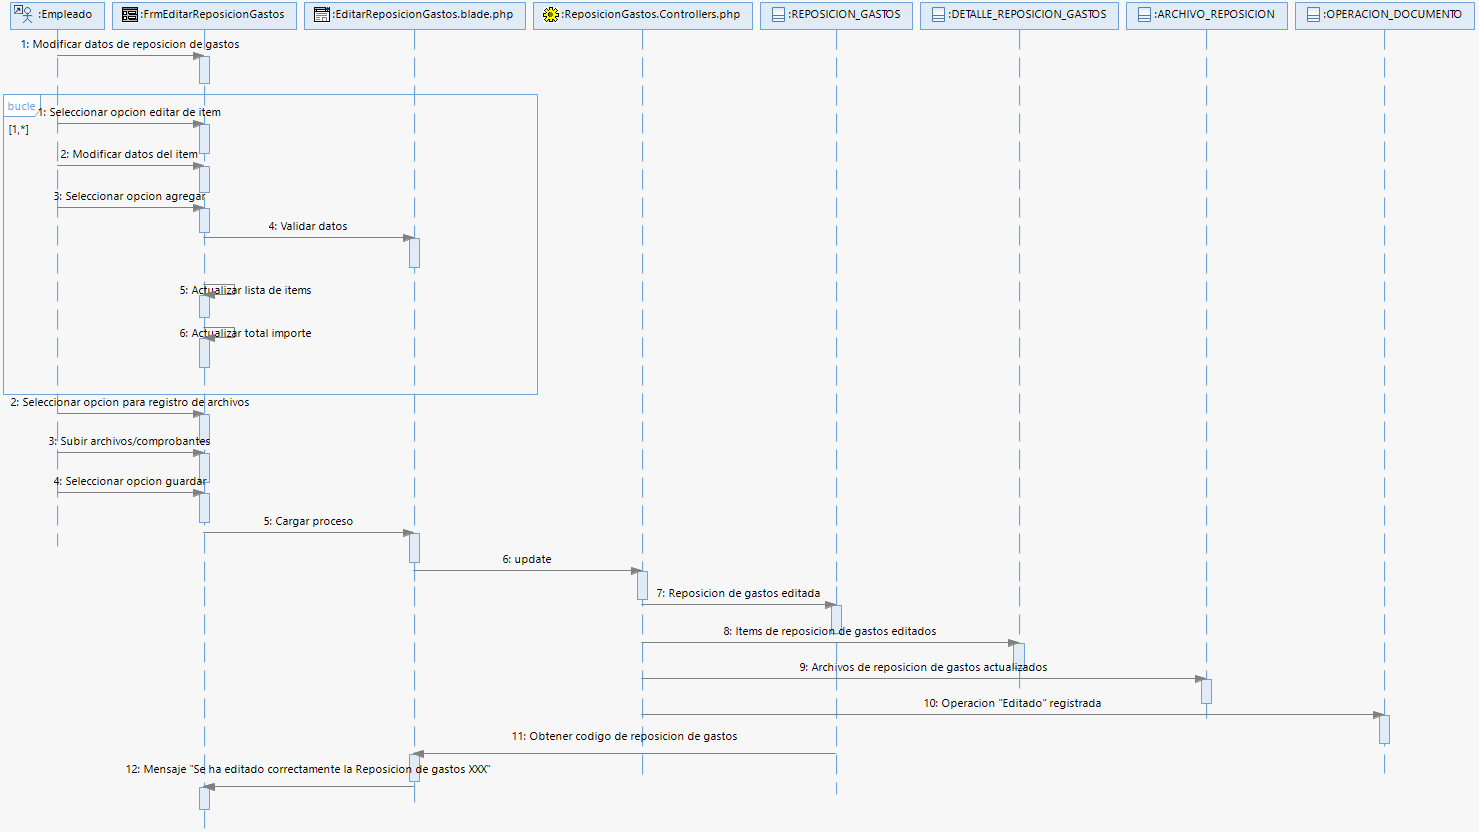 :Empleado
:FrmEditarReposicionGastos
:EditarReposicionGastos.blade.php
:ReposicionGastos.Controllers.php
:REPOSICION_GASTOS
:DETALLE_REPOSICION_GASTOS
:ARCHIVO_REPOSICION
:OPERACION_DOCUMENTO
1: Modificar datos de reposicion de gastos
bucle
1: Seleccionar opcion editar de item
[1,*]
2: Modificar datos del item
3: Seleccionar opcion agregar
4: Validar datos
5: Actualizar lista de items
6: Actualizar total importe
2: Seleccionar opcion para registro de archivos
3: Subir archivos/comprobantes
4: Seleccionar opcion guardar
5: Cargar proceso
6: update
7: Reposicion de gastos editada
8: Items de reposicion de gastos editados
9: Archivos de reposicion de gastos actualizados
10: Operacion "Editado" registrada
11: Obtener codigo de reposicion de gastos
12: Mensaje "Se ha editado correctamente la Reposicion de gastos XXX"